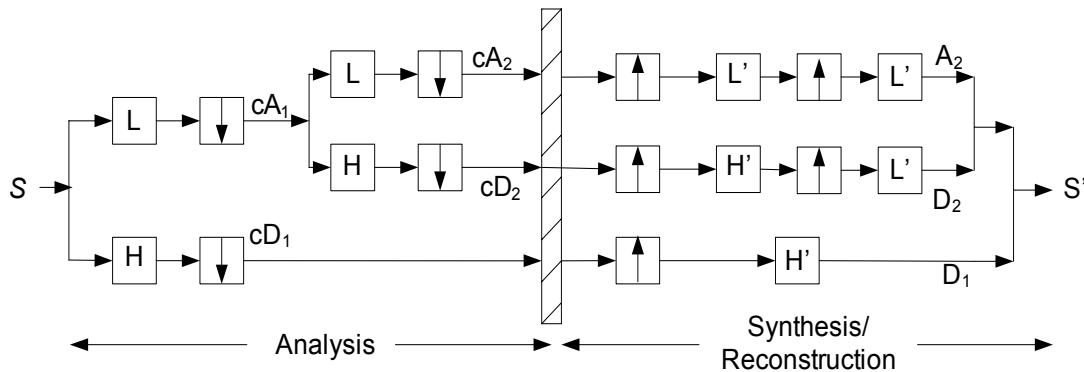 L
cA₂
L'
L'
A₂
L
cA₁
H
cD₂
H'
L'
D₂
S
S'
H
cD₁
H'
D₁
Analysis
Synthesis/
Reconstruction